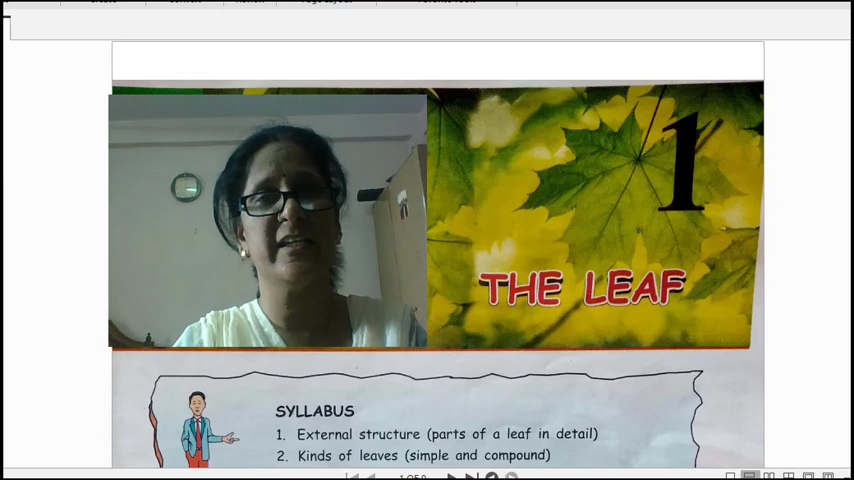 1
THE LEAF
SYLLABUS
1. External structure (parts of a leaf in detail)
2. Kinds of leaves (simple and compound)